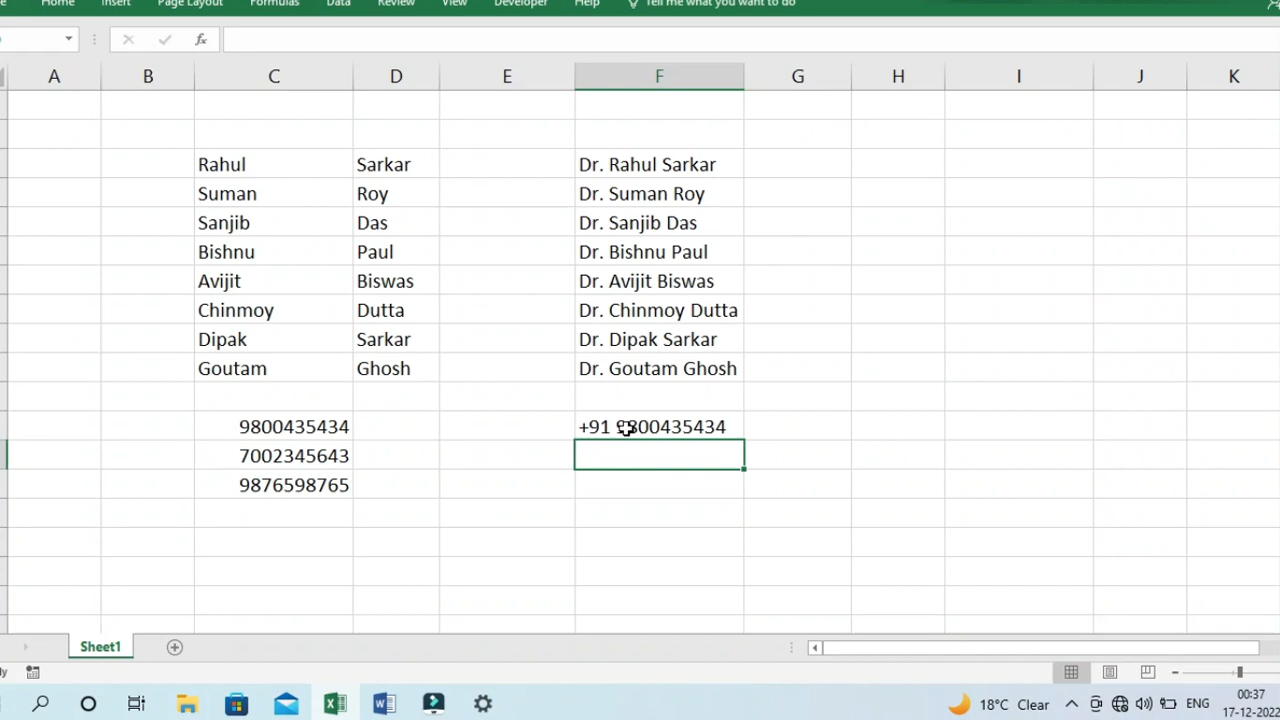 Home Insert Page Layout Formulas Data Review View Developer Help Tell me what you want to do
fx
A B C D E F G H I J K
Rahul Sarkar Dr. Rahul Sarkar
Suman Roy Dr. Suman Roy
Sanjib Das Dr. Sanjib Das
Bishnu Paul Dr. Bishnu Paul
Avijit Biswas Dr. Avijit Biswas
Chinmoy Dutta Dr. Chinmoy Dutta
Dipak Sarkar Dr. Dipak Sarkar
Goutam Ghosh Dr. Goutam Ghosh
9800435434 +91 9800435434
7002345643
9876598765
Sheet1
18°C Clear ENG 00:37
17-12-2022